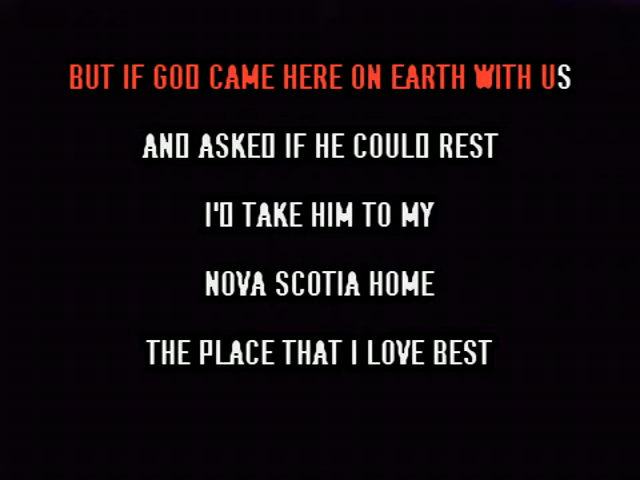 BUT IF GOD CAME HERE ON EARTH WITH US
AND ASKED IF HE COULD REST
I'D TAKE HIM TO MY
NOVA SCOTIA HOME
THE PLACE THAT I LOVE BEST